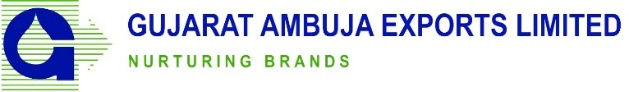 GUJARAT AMBUJA EXPORTS LIMITED
NURTURING BRANDS